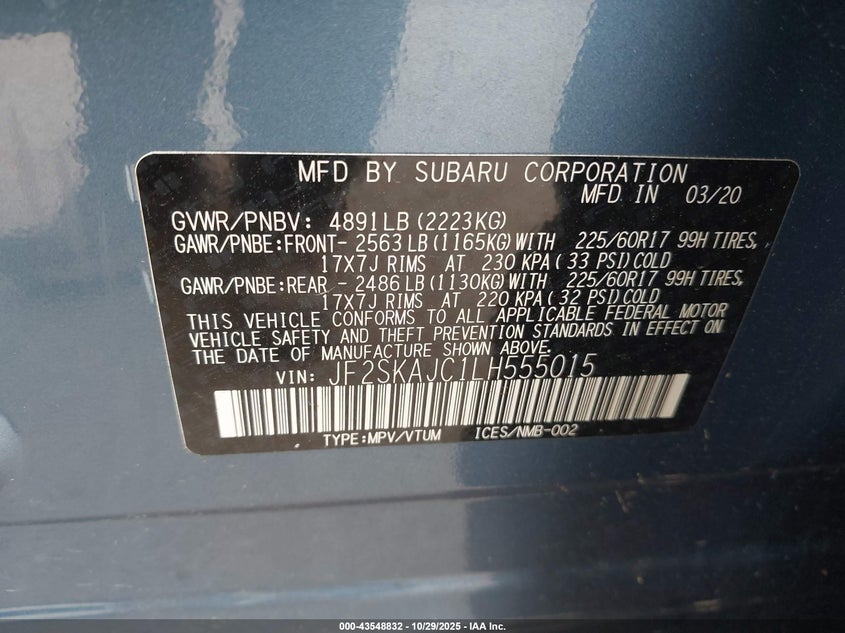 MFD BY SUBARU CORPORATION
MFD IN 03/20
GVWR/PNBV: 4891LB (2223KG)
GAWR/PNBE:FRONT- 2563LB (1165KG) WITH 225/60R17 99H TIRES,
17X7J RIMS AT 230 KPA (33 PSI) COLD
GAWR/PNBE:REAR - 2486LB (1130KG) WITH 225/60R17 99H TIRES,
17X7J RIMS AT 220 KPA (32 PSI) COLD
THIS VEHICLE CONFORMS TO ALL APPLICABLE FEDERAL MOTOR
VEHICLE SAFETY AND THEFT PREVENTION STANDARDS IN EFFECT ON
THE DATE OF MANUFACTURE SHOWN ABOVE.
VIN: JF2SKAJC1LH555015
TYPE:MPV/VTUM ICES/NMB-002
000-43548832 - 10/29/2025 - IAA Inc.